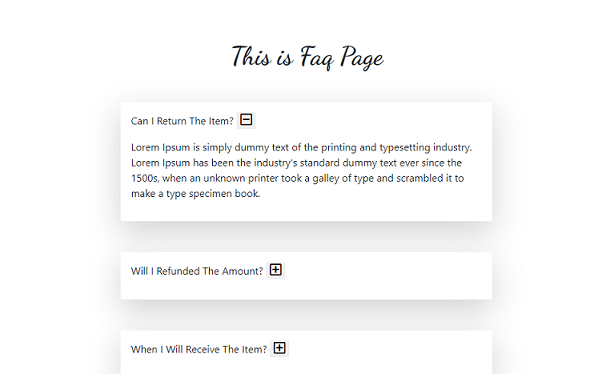 This is Faq Page
Can I Return The Item?
Lorem Ipsum is simply dummy text of the printing and typesetting industry.
Lorem Ipsum has been the industry's standard dummy text ever since the
1500s, when an unknown printer took a galley of type and scrambled it to
make a type specimen book.
Will I Refunded The Amount?
When I Will Receive The Item?